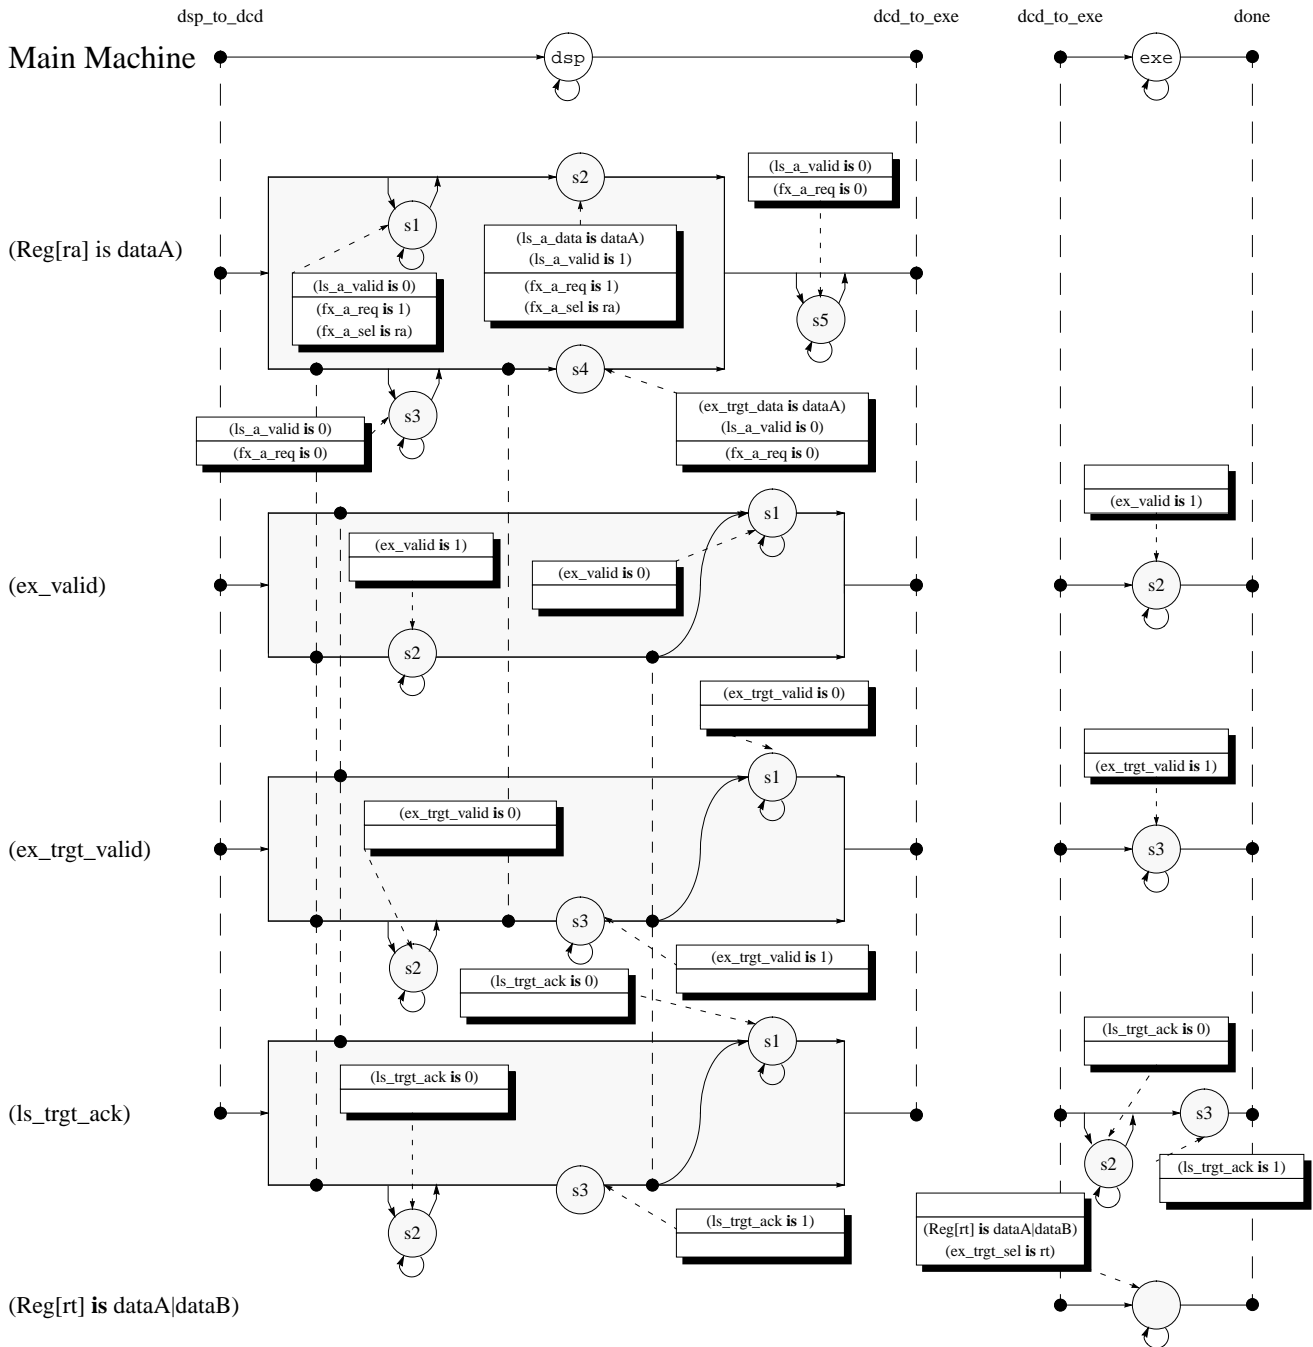 dsp_to_dcd
dcd_to_exe
dcd_to_exe
done
Main Machine
dsp
exe
(ls_a_valid is 0)
(fx_a_req is 0)
s2
s1
(ls_a_data is dataA)
(ls_a_valid is 1)
(fx_a_req is 1)
(fx_a_sel is ra)
(Reg[ra] is dataA)
(ls_a_valid is 0)
(fx_a_req is 1)
(fx_a_sel is ra)
s5
s4
(ex_trgt_data is dataA)
(ls_a_valid is 0)
(fx_a_req is 0)
s3
(ls_a_valid is 0)
(fx_a_req is 0)
s1
(ex_valid is 1)
(ex_valid is 1)
(ex_valid is 0)
(ex_valid)
s2
s2
(ex_trgt_valid is 0)
s1
(ex_trgt_valid is 1)
(ex_trgt_valid is 0)
(ex_trgt_valid)
s3
s3
(ex_trgt_valid is 1)
s2
(ls_trgt_ack is 0)
s1
(ls_trgt_ack is 0)
(ls_trgt_ack is 0)
(ls_trgt_ack)
s3
s2
(ls_trgt_ack is 1)
s3
(ls_trgt_ack is 1)
s2
(Reg[rt] is dataA|dataB)
(ex_trgt_sel is rt)
(Reg[rt] is dataA|dataB)